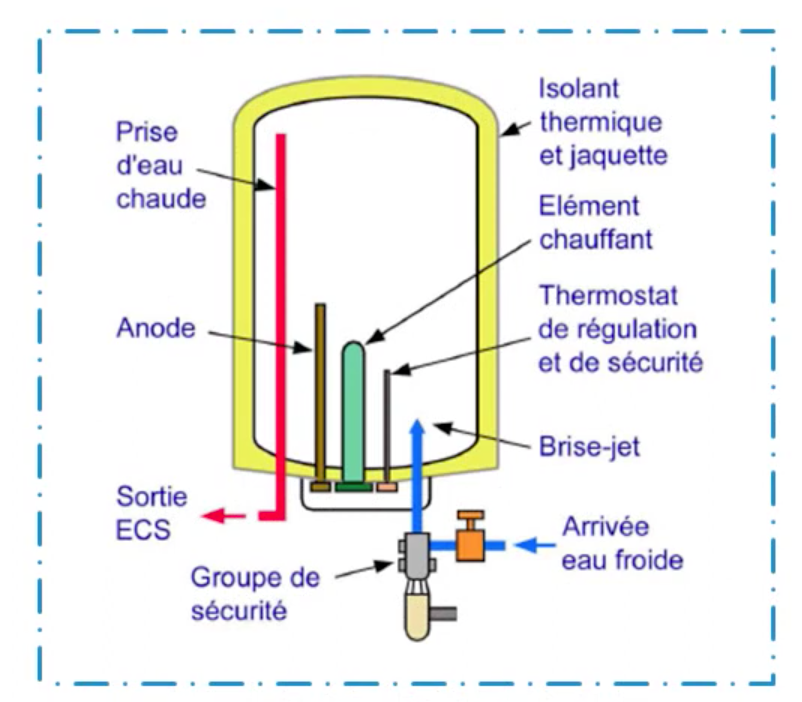 Isolant
thermique
et jaquette
Prise
d'eau
chaude
Elément
chauffant
Thermostat
de régulation
et de sécurité
Anode
Brise-jet
Sortie
ECS
Arrivée
eau froide
Groupe de
sécurité